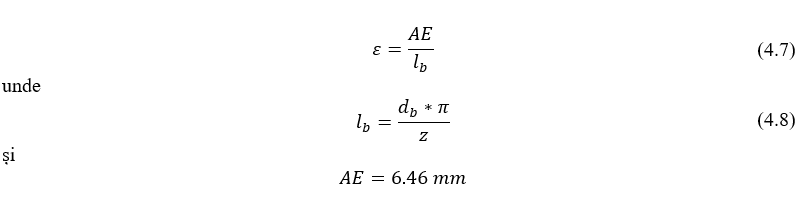 ε = AE / l_b (4.7)
unde
l_b = d_b * π / z (4.8)
și
AE = 6.46 mm